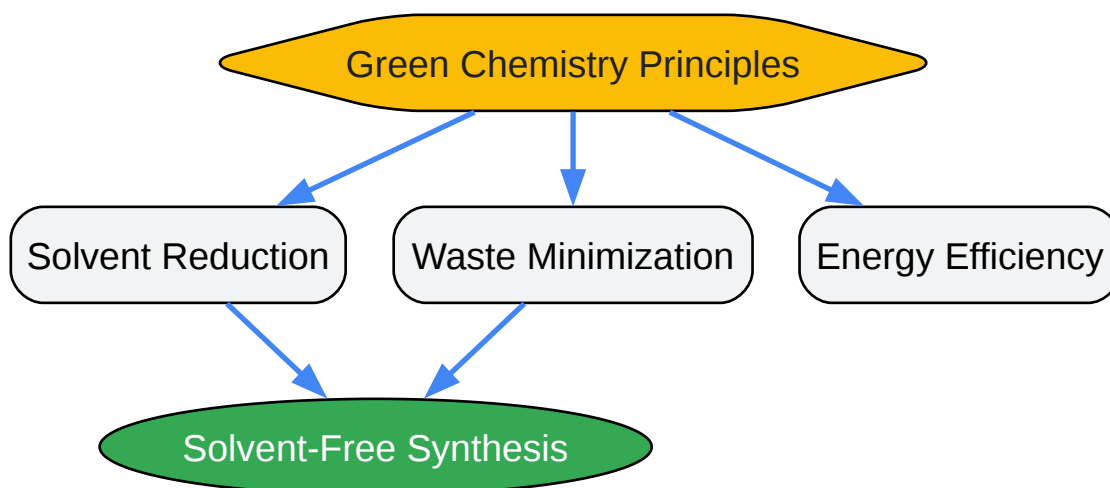 Green Chemistry Principles
Solvent Reduction
Waste Minimization
Energy Efficiency
Solvent-Free Synthesis